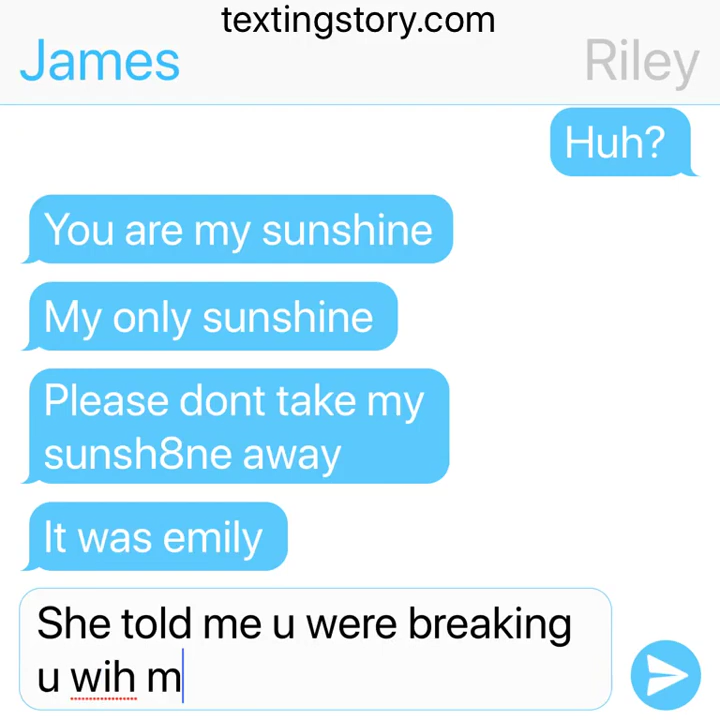 textingstory.com
James Riley
Huh?
You are my sunshine
My only sunshine
Please dont take my
sunsh8ne away
It was emily
She told me u were breaking
u wih m